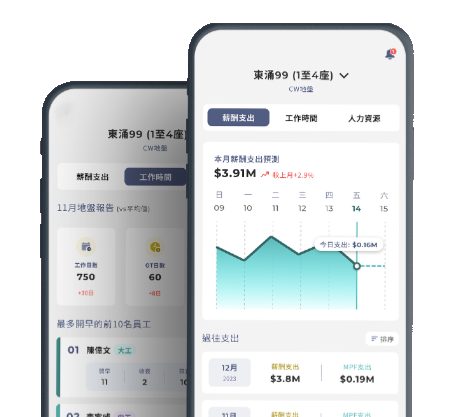 東涌99 (1至4座)
CW地盤
薪酬支出 工作時間 人力資源
本月薪酬支出預測
$3.91M 較上月+2.9%
日 一 二 三 四 五 六
09 10 11 12 13 14 15
今日支出: $0.16M
過往支出
排序
12月 薪酬支出 MPF支出
2023 $3.8M $0.19M
11月 薪酬支出 MPF支出
東涌99 (1至4座
CW地盤
薪酬支出 工作時間
11月地盤報告 (vs平均值)
工作日數 OT日數
750 60
+30日 +8日
最多開早的前10名員工
01 陳偉文 大工
11 2
02